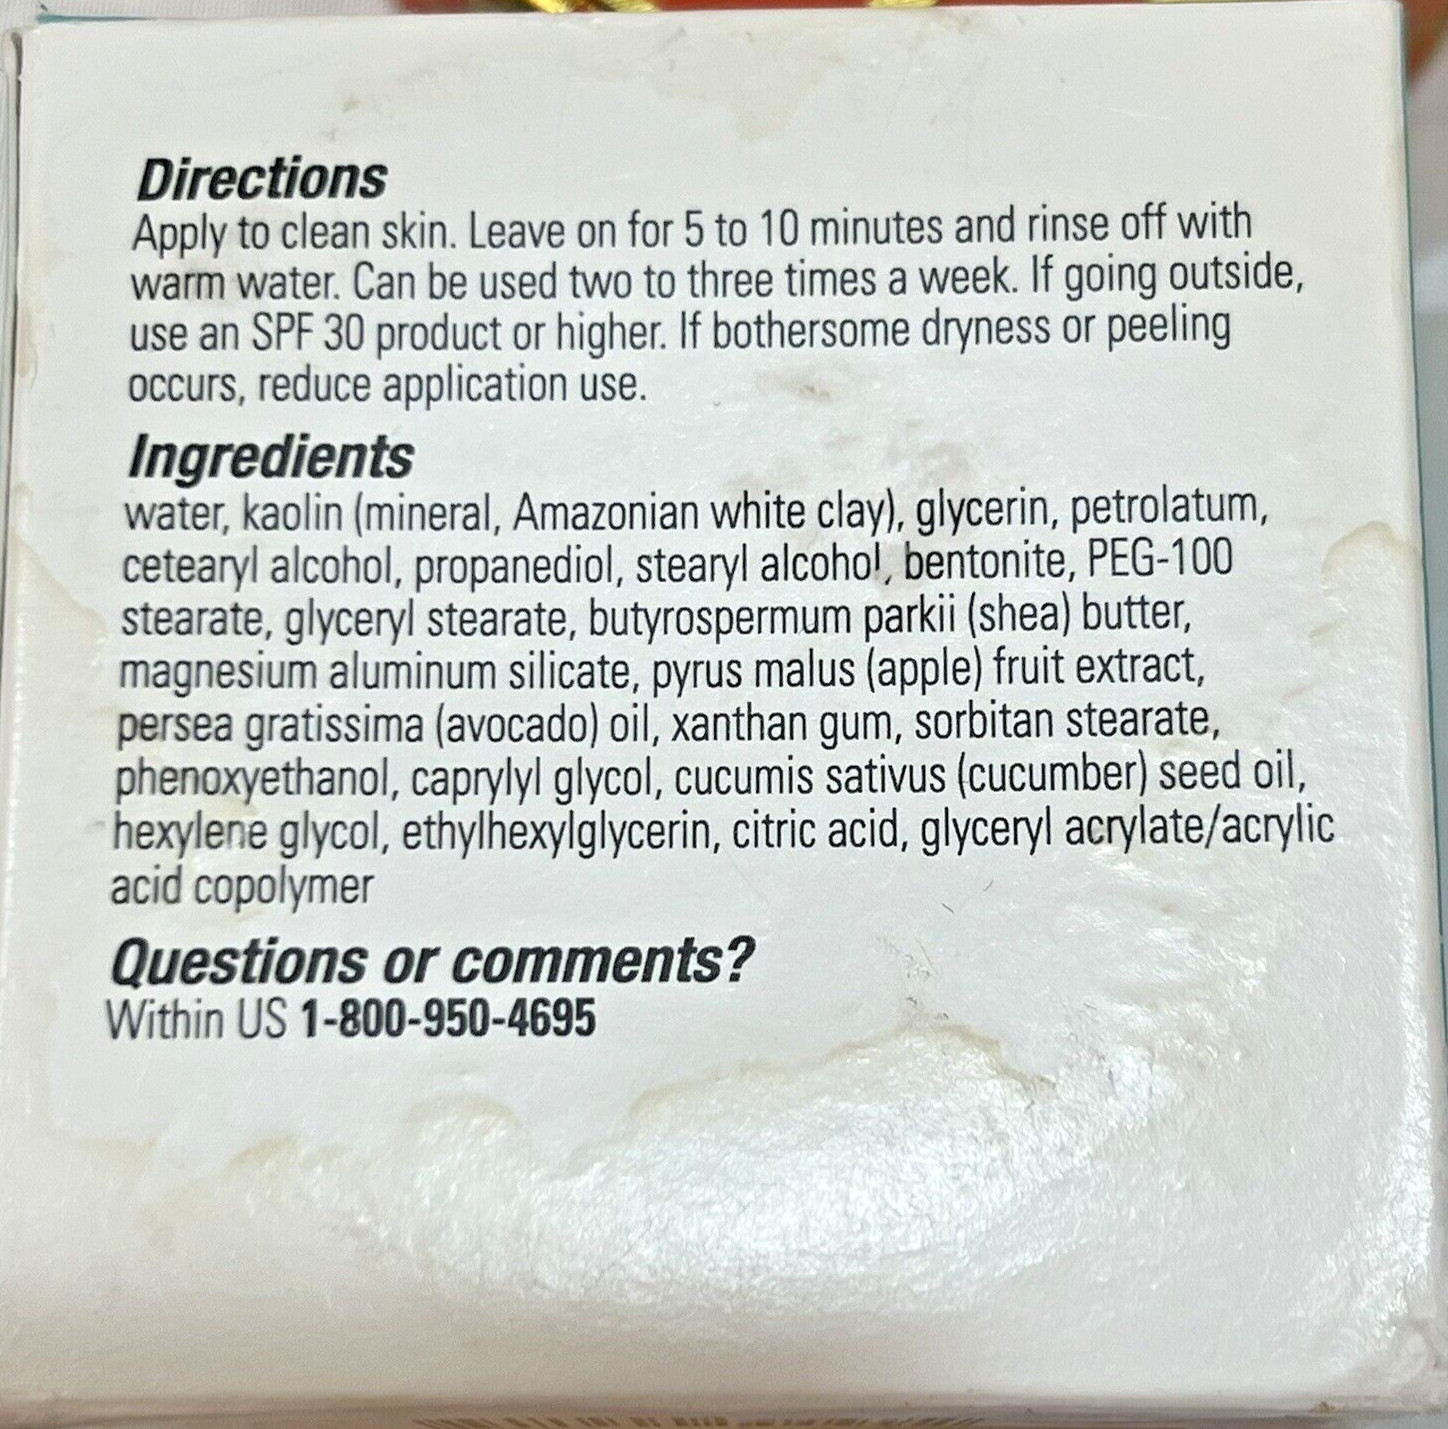 Directions
Apply to clean skin. Leave on for 5 to 10 minutes and rinse off with
warm water. Can be used two to three times a week. If going outside,
use an SPF 30 product or higher. If bothersome dryness or peeling
occurs, reduce application use.
Ingredients
water, kaolin (mineral, Amazonian white clay), glycerin, petrolatum,
cetearyl alcohol, propanediol, stearyl alcohol, bentonite, PEG-100
stearate, glyceryl stearate, butyrospermum parkii (shea) butter,
magnesium aluminum silicate, pyrus malus (apple) fruit extract,
persea gratissima (avocado) oil, xanthan gum, sorbitan stearate,
phenoxyethanol, caprylyl glycol, cucumis sativus (cucumber) seed oil,
hexylene glycol, ethylhexylglycerin, citric acid, glyceryl acrylate/acrylic
acid copolymer
Questions or comments?
Within US 1-800-950-4695